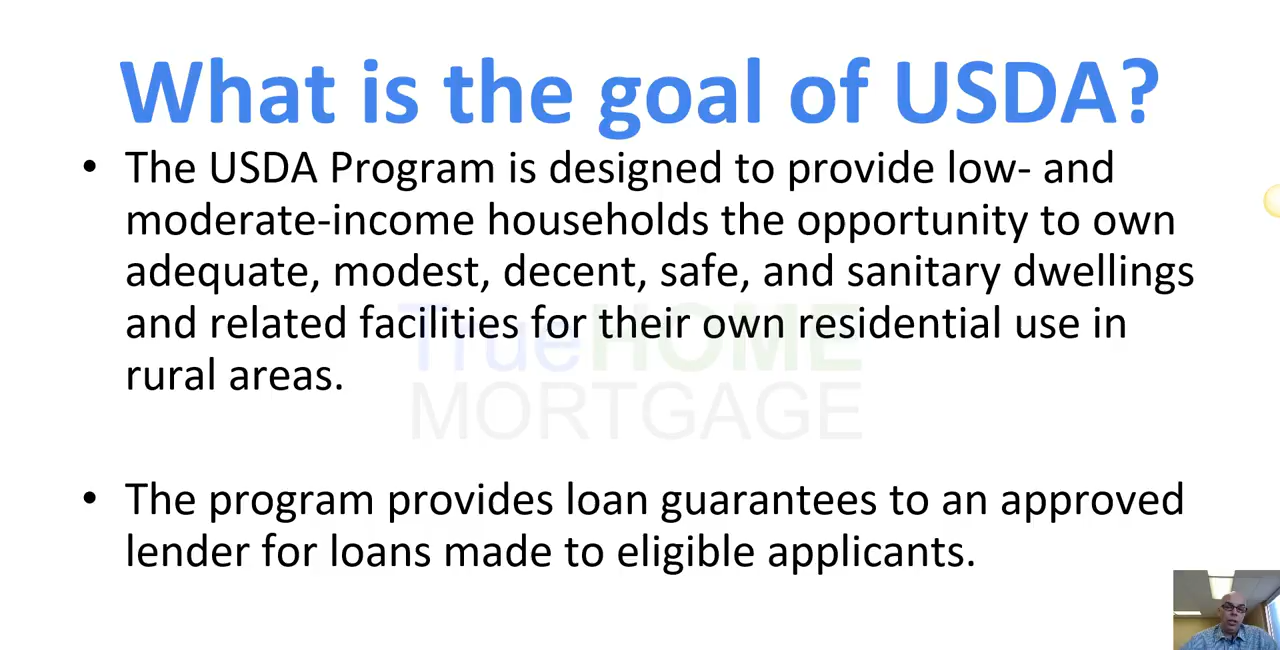 What is the goal of USDA?
• The USDA Program is designed to provide low- and
moderate-income households the opportunity to own
adequate, modest, decent, safe, and sanitary dwellings
and related facilities for their own residential use in
rural areas.
TrueHOME
MORTGAGE
• The program provides loan guarantees to an approved
lender for loans made to eligible applicants.